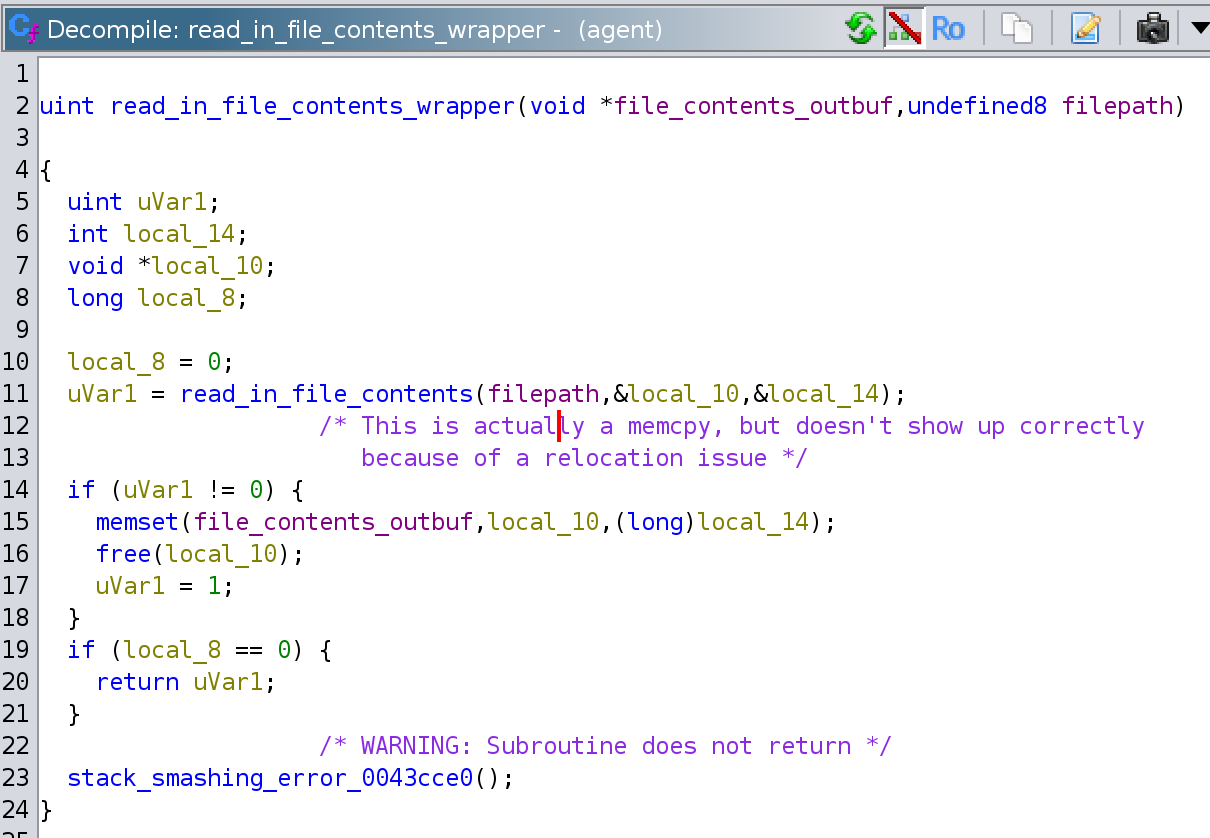 Decompile: read_in_file_contents_wrapper - (agent)
Ro
1
2 uint read_in_file_contents_wrapper(void *file_contents_outbuf,undefined8 filepath)
3
4 {
5 uint uVar1;
6 int local_14;
7 void *local_10;
8 long local_8;
9
10 local_8 = 0;
11 uVar1 = read_in_file_contents(filepath,&local_10,&local_14);
12 /* This is actually a memcpy, but doesn't show up correctly
13 because of a relocation issue */
14 if (uVar1 != 0) {
15 memset(file_contents_outbuf,local_10,(long)local_14);
16 free(local_10);
17 uVar1 = 1;
18 }
19 if (local_8 == 0) {
20 return uVar1;
21 }
22 /* WARNING: Subroutine does not return */
23 stack_smashing_error_0043cce0();
24 }
25